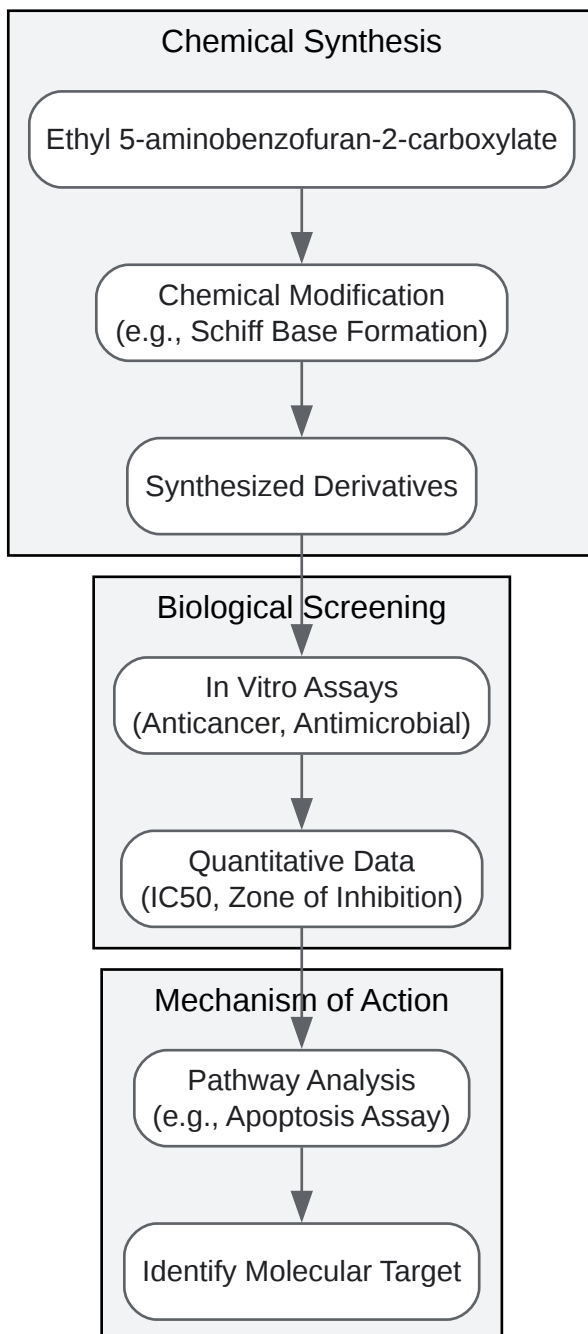 Chemical Synthesis
Ethyl 5-aminobenzofuran-2-carboxylate
Chemical Modification
(e.g., Schiff Base Formation)
Synthesized Derivatives
Biological Screening
In Vitro Assays
(Anticancer, Antimicrobial)
Quantitative Data
(IC50, Zone of Inhibition)
Mechanism of Action
Pathway Analysis
(e.g., Apoptosis Assay)
Identify Molecular Target